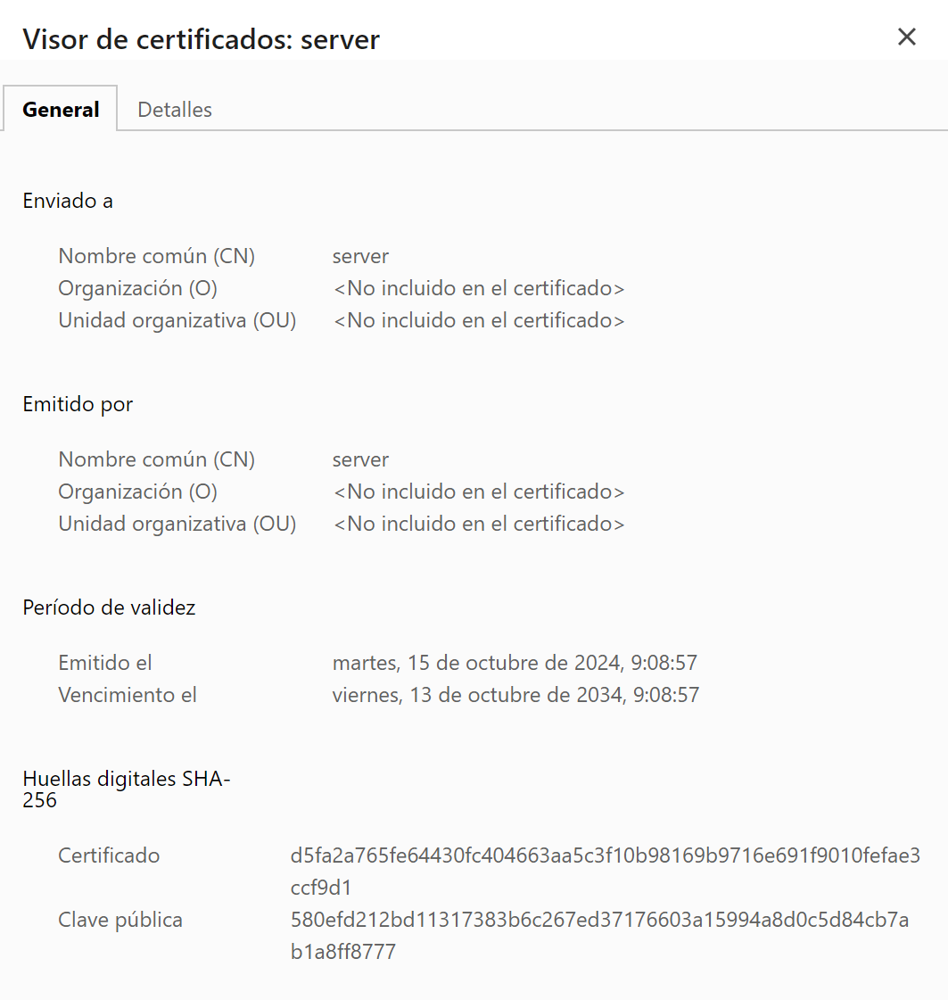 Visor de certificados: server
General
Detalles
Enviado a
Nombre común (CN) server
Organización (O) <No incluido en el certificado>
Unidad organizativa (OU) <No incluido en el certificado>
Emitido por
Nombre común (CN) server
Organización (O) <No incluido en el certificado>
Unidad organizativa (OU) <No incluido en el certificado>
Período de validez
Emitido el martes, 15 de octubre de 2024, 9:08:57
Vencimiento el viernes, 13 de octubre de 2034, 9:08:57
Huellas digitales SHA-
256
Certificado d5fa2a765fe64430fc404663aa5c3f10b98169b9716e691f9010fefae3
ccf9d1
Clave pública 580efd212bd11317383b6c267ed37176603a15994a8d0c5d84cb7a
b1a8ff8777